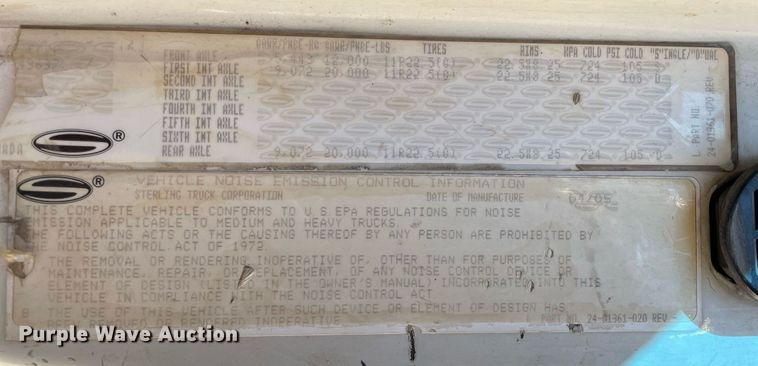 GAWR/PNBE-KG GAWR/PNBE-LBS TIRES RIMS KPA COLD PSI COLD "S"INGLE/"D"UAL
FRONT AXLE 12,000 11R22.5(G) 22.5X8.25 724 105
FIRST INT AXLE 9,072 20,000 11R22.5(G) 22.5X8.25 724 105 D
SECOND INT AXLE
THIRD INT AXLE
FOURTH INT AXLE
FIFTH INT AXLE
SIXTH INT AXLE
REAR AXLE 9,072 20,000 11R22.5(G) 22.5X8.25 724 105 D
NADA
®
L PART NO. 24-01361-020 REV
®
VEHICLE NOISE EMISSION CONTROL INFORMATION
STERLING TRUCK CORPORATION DATE OF MANUFACTURE 04/05
THIS COMPLETE VEHICLE CONFORMS TO U.S.EPA REGULATIONS FOR NOISE
EMISSION APPLICABLE TO MEDIUM AND HEAVY TRUCKS.
THE FOLLOWING ACTS OR THE CAUSING THEREOF BY ANY PERSON ARE PROHIBITED BY
THE NOISE CONTROL ACT OF 1972.
THE REMOVAL OR RENDERING INOPERATIVE OF, OTHER THAN FOR PURPOSES OF
MAINTENANCE, REPAIR, OR REPLACEMENT, OF ANY NOISE CONTROL DEVICE OR
ELEMENT OF DESIGN (LISTED IN THE OWNER'S MANUAL) INCORPORATED INTO THIS
VEHICLE IN COMPLIANCE WITH THE NOISE CONTROL ACT
B THE USE OF THIS VEHICLE AFTER SUCH DEVICE OR ELEMENT OF DESIGN HAS
RENDERED INOPERATIVE
L PART NO. 24-01361-020 REV
Purple Wave Auction